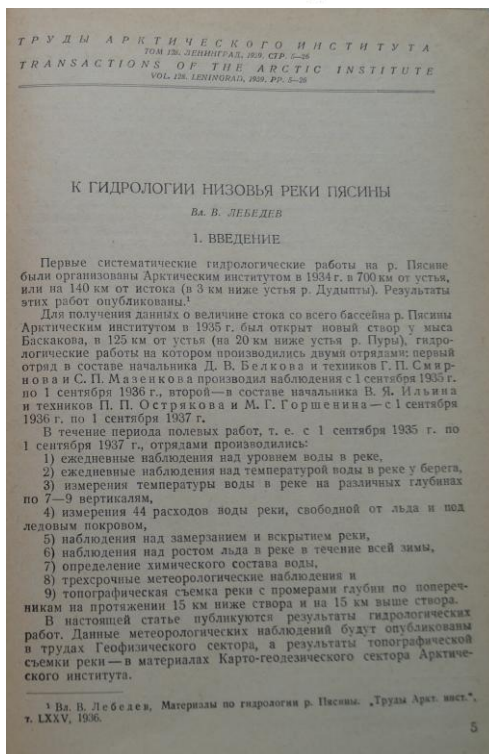 ТРУДЫ АРКТИЧЕСКОГО ИНСТИТУТА
ТОМ 126. ЛЕНИНГРАД, 1939. СТР. 5—26
TRANSACTIONS OF THE ARCTIC INSTITUTE
VOL. 126. LENINGRAD, 1939. PP. 5—26
К ГИДРОЛОГИИ НИЗОВЬЯ РЕКИ ПЯСИНЫ
Вл. В. ЛЕБЕДЕВ
1. ВВЕДЕНИЕ
Первые систематические гидрологические работы на р. Пясине
были организованы Арктическим институтом в 1934 г. в 700 км от устья,
или на 140 км от истока (в 3 км ниже устья р. Дудыпты). Результаты
этих работ опубликованы.¹
Для получения данных о величине стока со всего бассейна р. Пясины
Арктическим институтом в 1935 г. был открыт новый створ у мыса
Баскакова, в 125 км от устья (на 20 км ниже устья р. Пуры), гидро-
логические работы на котором производились двумя отрядами: первый
отряд в составе начальника Д. В. Белкова и техников Г. П. Смир-
нова и С. П. Мазенкова производил наблюдения с 1 сентября 1935 г.
по 1 сентября 1936 г., второй—в составе начальника В. Я. Ильина
и техников П. П. Острякова и М. Г. Горшенина—с 1 сентября
1936 г. по 1 сентября 1937 г.
В течение периода полевых работ, т. е. с 1 сентября 1935 г. по
1 сентября 1937 г., отрядами производились:
1) ежедневные наблюдения над уровнем воды в реке,
2) ежедневные наблюдения над температурой воды в реке у берега,
3) измерения температуры воды в реке на различных глубинах
по 7—9 вертикалям,
4) измерения 44 расходов воды реки, свободной от льда и под
ледовым покровом,
5) наблюдения над замерзанием и вскрытием реки,
6) наблюдения над ростом льда в реке в течение всей зимы,
7) определение химического состава воды,
8) трехсрочные метеорологические наблюдения и
9) топографическая съемка реки с промерами глубин по попереч-
никам на протяжении 15 км ниже створа и на 15 км выше створа.
В настоящей статье публикуются результаты гидрологических
работ. Данные метеорологических наблюдений будут опубликованы
в трудах Геофизического сектора, а результаты топографической
съемки реки—в материалах Карто-геодезического сектора Арктиче-
ского института.
¹ Вл. В. Лебедев, Материалы по гидрологии р. Пясины. „Труды Аркт. инст.“,
т. LXXV, 1936.
5